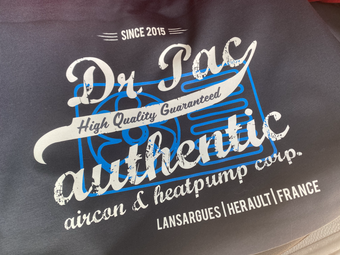 SINCE 2015
Dr Pac
High Quality Guaranteed
authentic
aircon & heatpump corp.
LANSARGUES|HERAULT|FRANCE